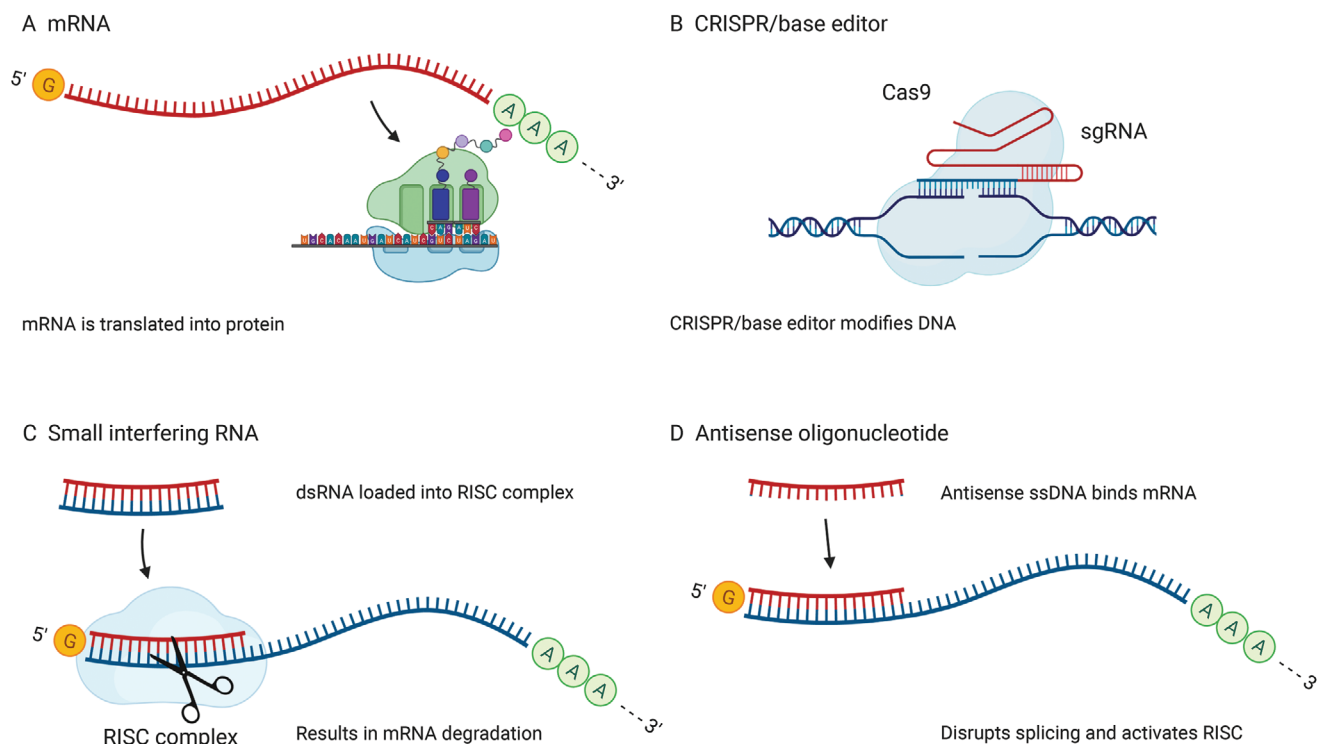 A mRNA
5'
G
A
A
A
3'
mRNA is translated into protein
B CRISPR/base editor
Cas9
sgRNA
CRISPR/base editor modifies DNA
C Small interfering RNA
dsRNA loaded into RISC complex
5'
G
A
A
A
3'
RISC complex
Results in mRNA degradation
D Antisense oligonucleotide
Antisense ssDNA binds mRNA
5'
G
A
A
A
3
Disrupts splicing and activates RISC